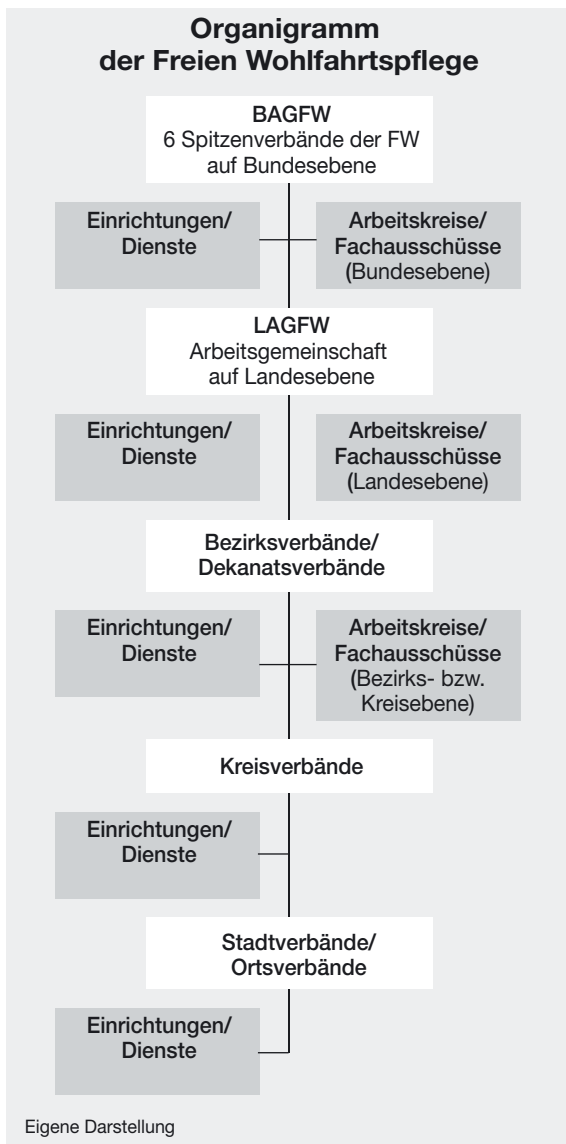 Organigramm
der Freien Wohlfahrtspflege
BAGFW
6 Spitzenverbände der FW
auf Bundesebene
Einrichtungen/
Dienste
Arbeitskreise/
Fachausschüsse
(Bundesebene)
LAGFW
Arbeitsgemeinschaft
auf Landesebene
Einrichtungen/
Dienste
Arbeitskreise/
Fachausschüsse
(Landesebene)
Bezirksverbände/
Dekanatsverbände
Einrichtungen/
Dienste
Arbeitskreise/
Fachausschüsse
(Bezirks- bzw.
Kreisebene)
Kreisverbände
Einrichtungen/
Dienste
Stadtverbände/
Ortsverbände
Einrichtungen/
Dienste
Eigene Darstellung